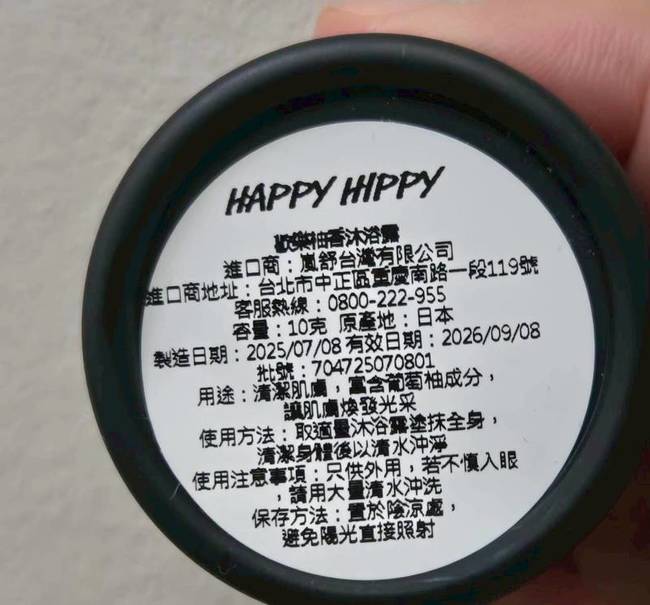 HAPPY HIPPY
歡樂柚香沐浴露
進口商：嵐舒台灣有限公司
進口商地址：台北市中正區重慶南路一段119號
客服熱線：0800-222-955
容量：10克 原產地：日本
製造日期：2025/07/08 有效日期：2026/09/08
批號：704725070801
用途：清潔肌膚，富含葡萄柚成分，
讓肌膚煥發光采
使用方法：取適量沐浴露塗抹全身，
清潔身體後以清水沖淨
使用注意事項：只供外用，若不慎入眼
，請用大量清水沖洗
保存方法：置於陰涼處，
避免陽光直接照射